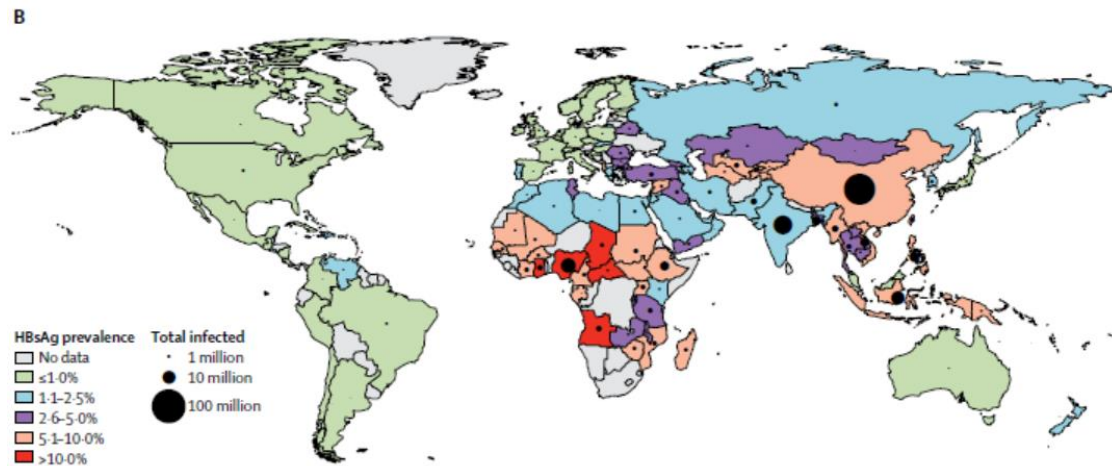 B
HBsAg prevalence
No data
≤1·0%
1·1–2·5%
2·6–5·0%
5·1–10·0%
>10·0%
Total infected
1 million
10 million
100 million